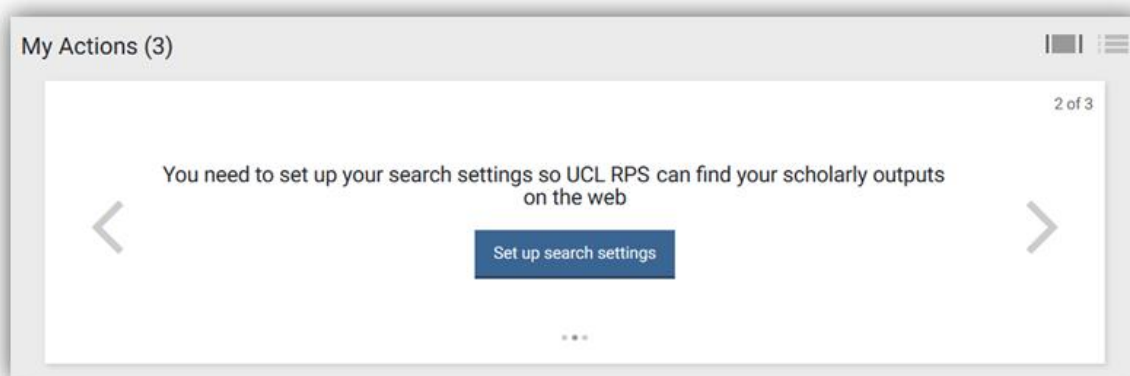 My Actions (3)
2 of 3
You need to set up your search settings so UCL RPS can find your scholarly outputs
on the web
Set up search settings